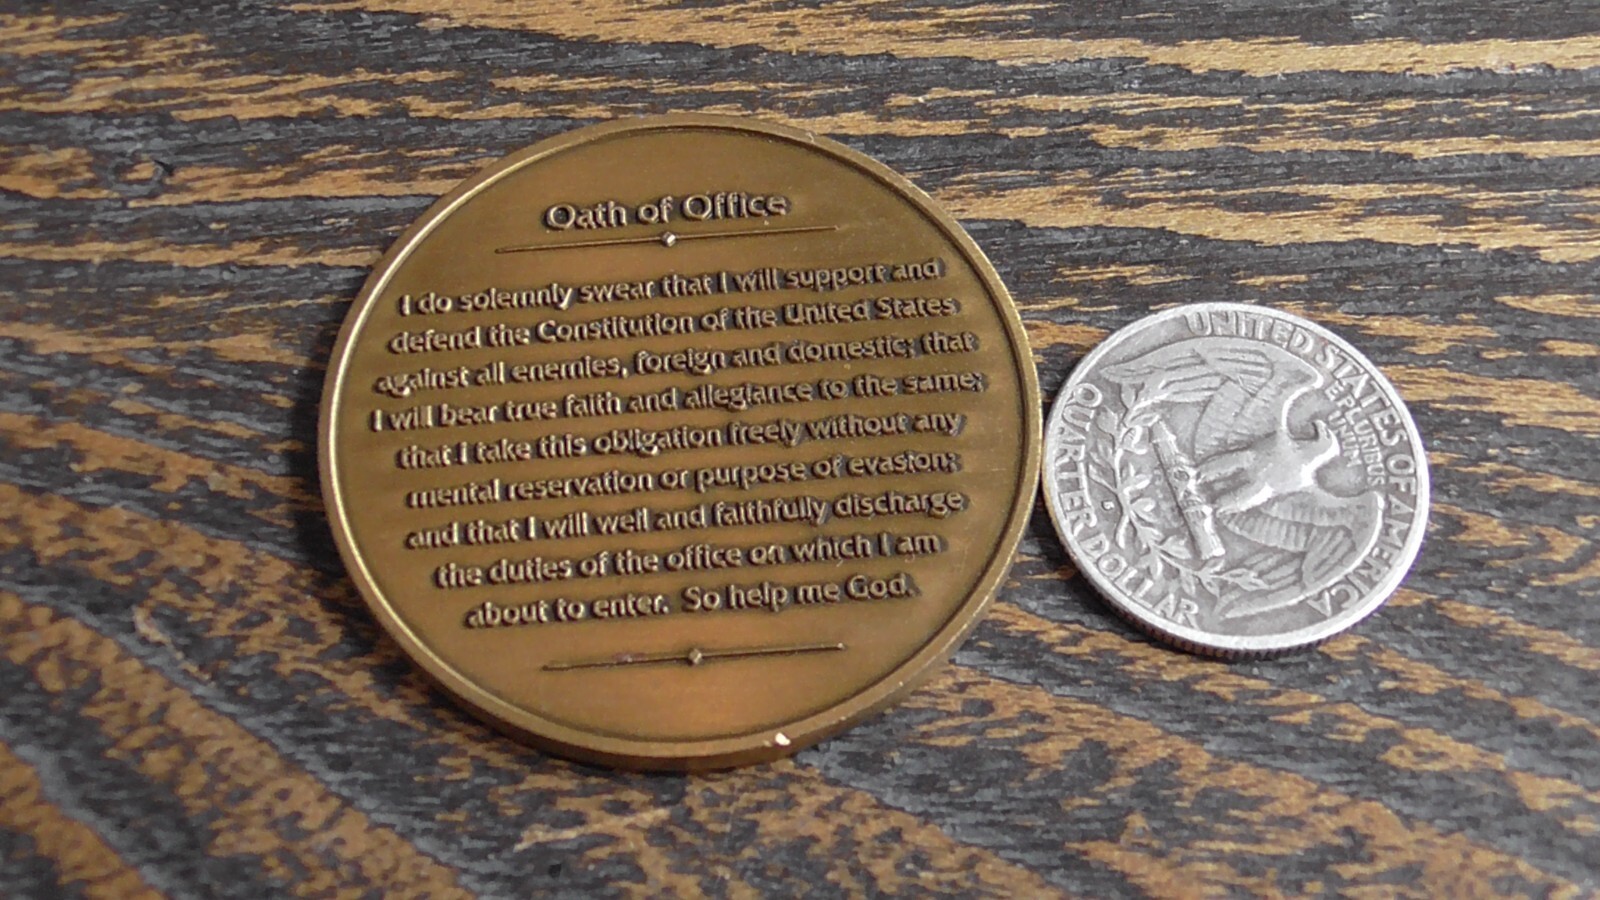 Oath of Office
I do solemnly swear that I will support and
defend the Constitution of the United States
against all enemies, foreign and domestic; that
I will bear true faith and allegiance to the same;
that I take this obligation freely without any
mental reservation or purpose of evasion;
and that I will well and faithfully discharge
the duties of the office on which I am
about to enter. So help me God.
UNITED STATES OF AMERICA
E PLURIBUS
UNUM
S
QUARTER DOLLAR